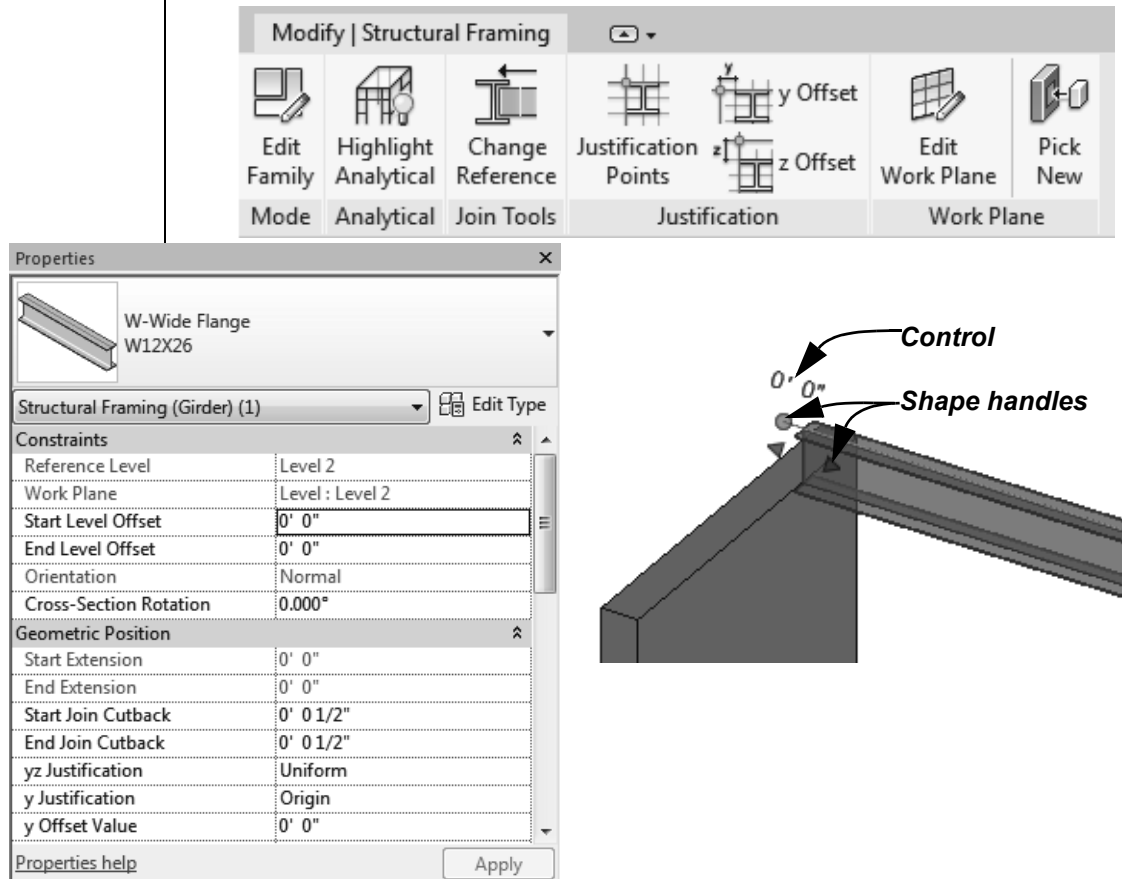 Modify | Structural Framing
y
y Offset
z
z Offset
Edit Family
Highlight Analytical
Change Reference
Justification Points
Edit Work Plane
Pick New
Mode
Analytical
Join Tools
Justification
Work Plane
Properties
W-Wide Flange
W12X26
Structural Framing (Girder) (1)
Edit Type
Constraints
Reference Level Level 2
Work Plane Level : Level 2
Start Level Offset 0' 0"
End Level Offset 0' 0"
Orientation Normal
Cross-Section Rotation 0.000°
Geometric Position
Start Extension 0' 0"
End Extension 0' 0"
Start Join Cutback 0' 0 1/2"
End Join Cutback 0' 0 1/2"
yz Justification Uniform
y Justification Origin
y Offset Value 0' 0"
Properties help
Apply
Control
0' 0"
Shape handles